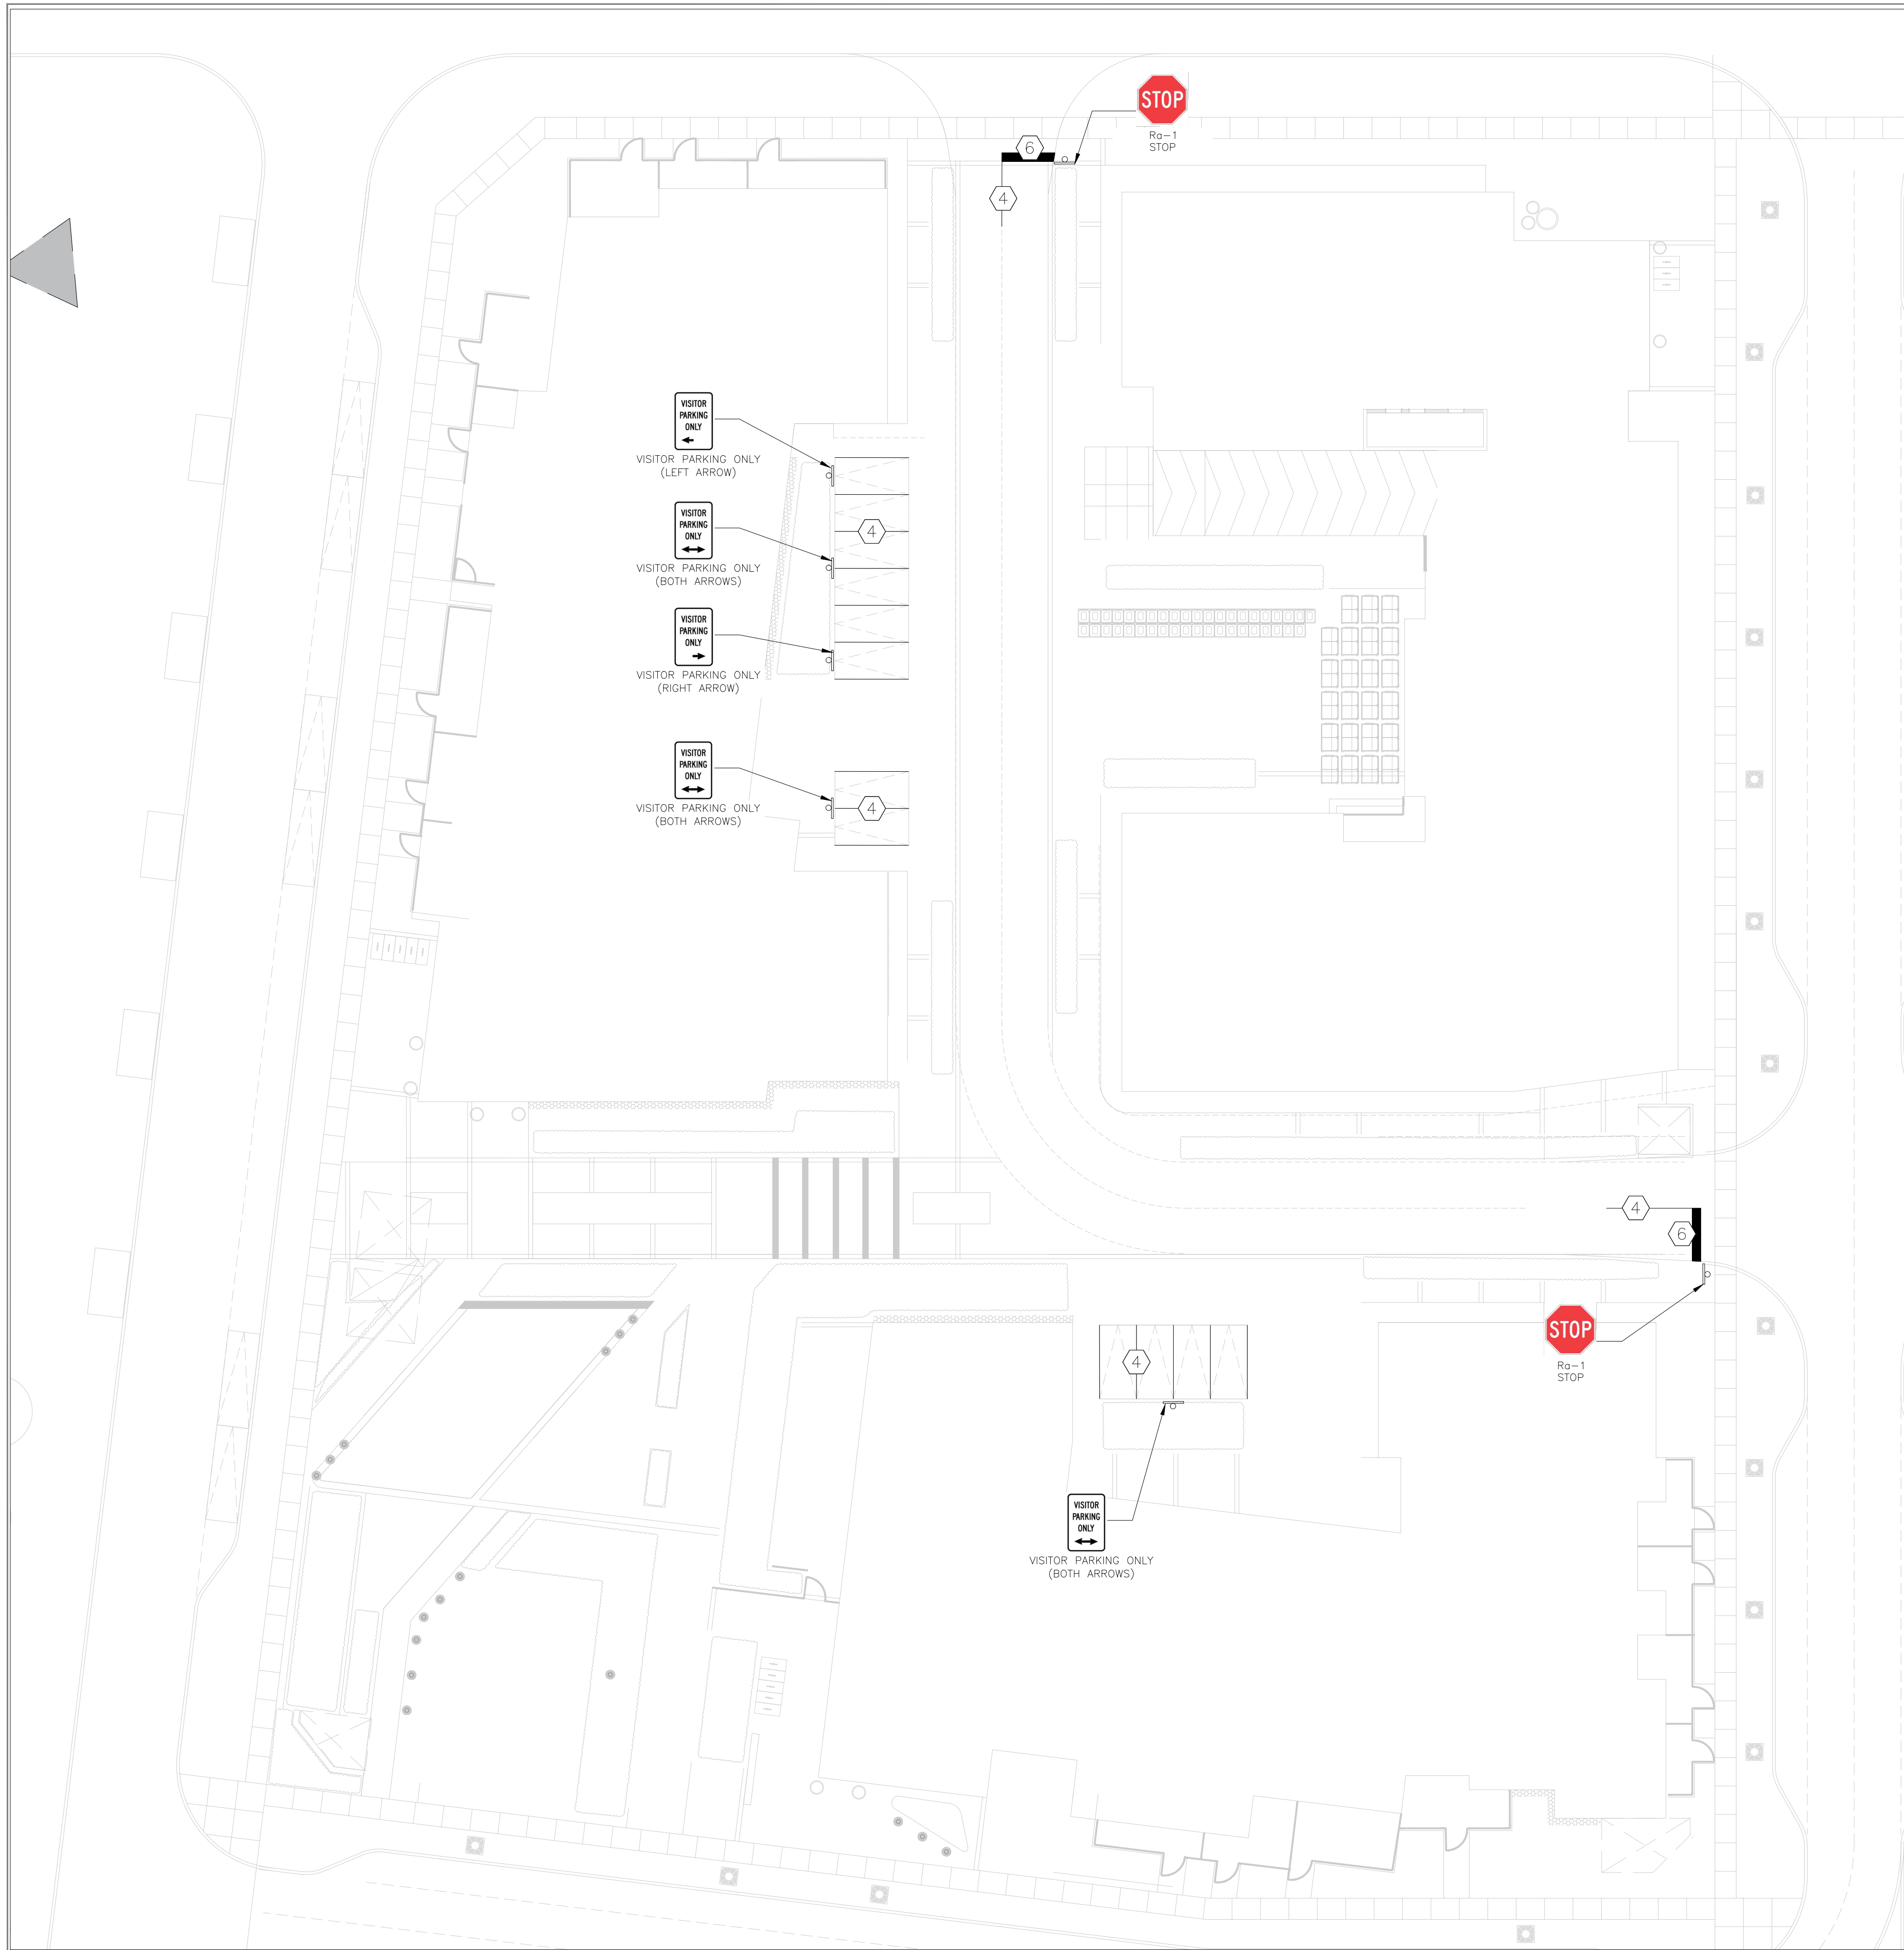 STOP
Ra-1
STOP
6
4
VISITOR
PARKING
ONLY
VISITOR PARKING ONLY
(LEFT ARROW)
VISITOR
PARKING
ONLY
VISITOR PARKING ONLY
(BOTH ARROWS)
4
VISITOR
PARKING
ONLY
VISITOR PARKING ONLY
(RIGHT ARROW)
VISITOR
PARKING
ONLY
VISITOR PARKING ONLY
(BOTH ARROWS)
4
4
6
STOP
Ra-1
STOP
4
VISITOR
PARKING
ONLY
VISITOR PARKING ONLY
(BOTH ARROWS)